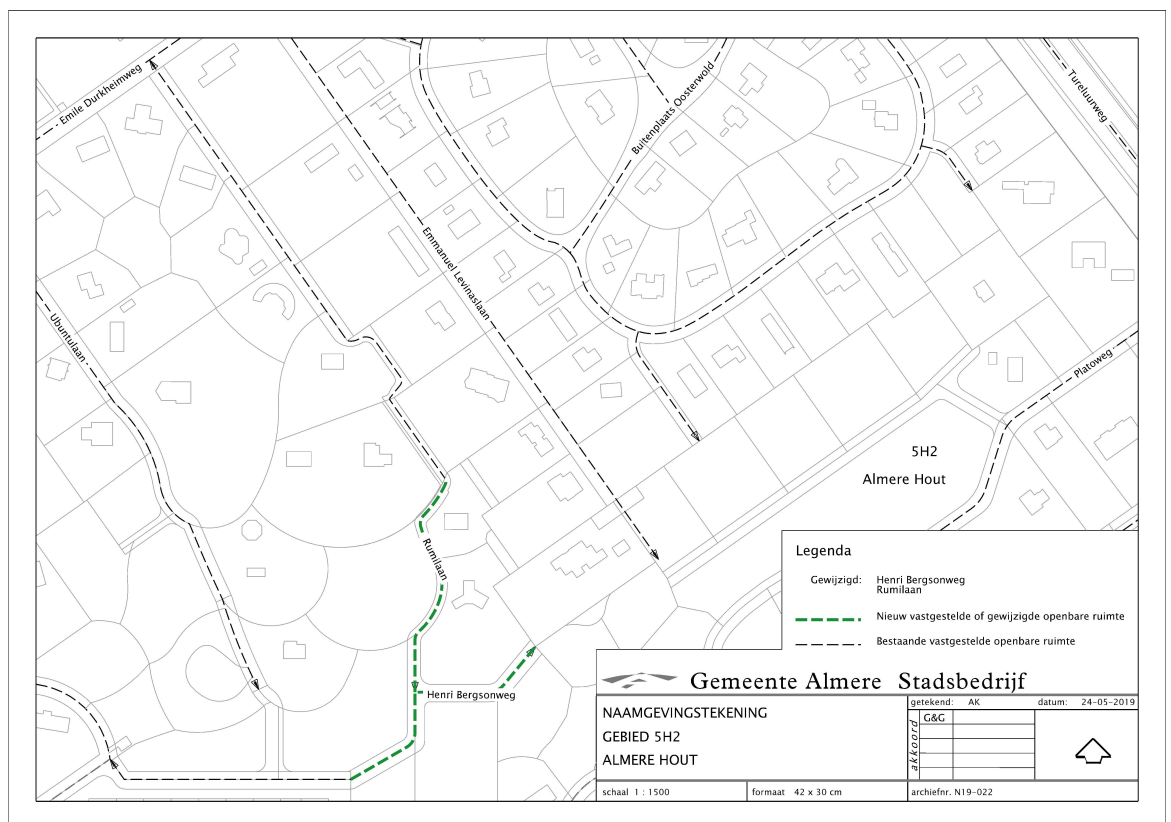 Emile Durkheimweg
Buitenplaats Oosterwold
Tureluurweg
Emmanuel Levinaslaan
Ubuntulaan
Platoweg
5H2
Almere Hout
Rumilaan
Henri Bergsonweg
Legenda
Gewijzigd: Henri Bergsonweg
Rumilaan
Nieuw vastgestelde of gewijzigde openbare ruimte
Bestaande vastgestelde openbare ruimte
Gemeente Almere Stadsbedrijf
NAAMGEVINGSTEKENING
GEBIED 5H2
ALMERE HOUT
getekend: AK datum: 24-05-2019
akkoord
G&G
schaal 1 : 1500 formaat 42 x 30 cm archiefnr. N19-022